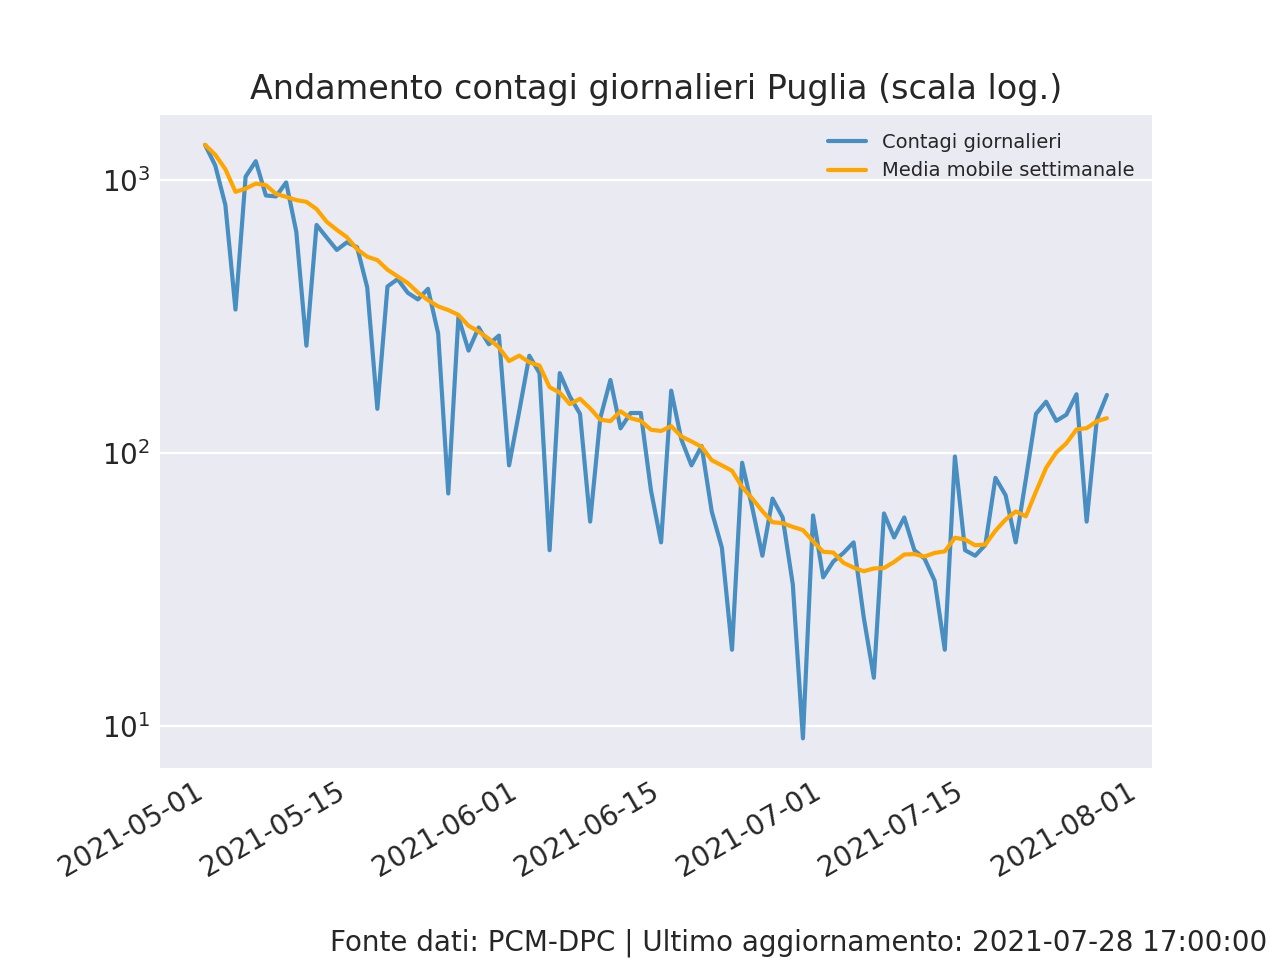 Andamento contagi giornalieri Puglia (scala log.)
Contagi giornalieri
Media mobile settimanale
10³
10²
10¹
2021-05-01
2021-05-15
2021-06-01
2021-06-15
2021-07-01
2021-07-15
2021-08-01
Fonte dati: PCM-DPC | Ultimo aggiornamento: 2021-07-28 17:00:00